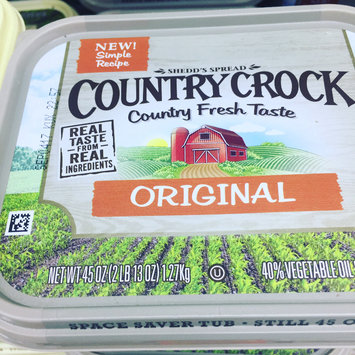 NEW!
Simple
Recipe
SHEDD'S SPREAD
COUNTRY CROCK
Country Fresh Taste
REAL
TASTE
FROM
REAL
INGREDIENTS
ORIGINAL
NET WT 45 OZ (2 LB 13 OZ) 1.27Kg
U
40% VEGETABLE OIL
SPACE SAVER TUB • STILL 45